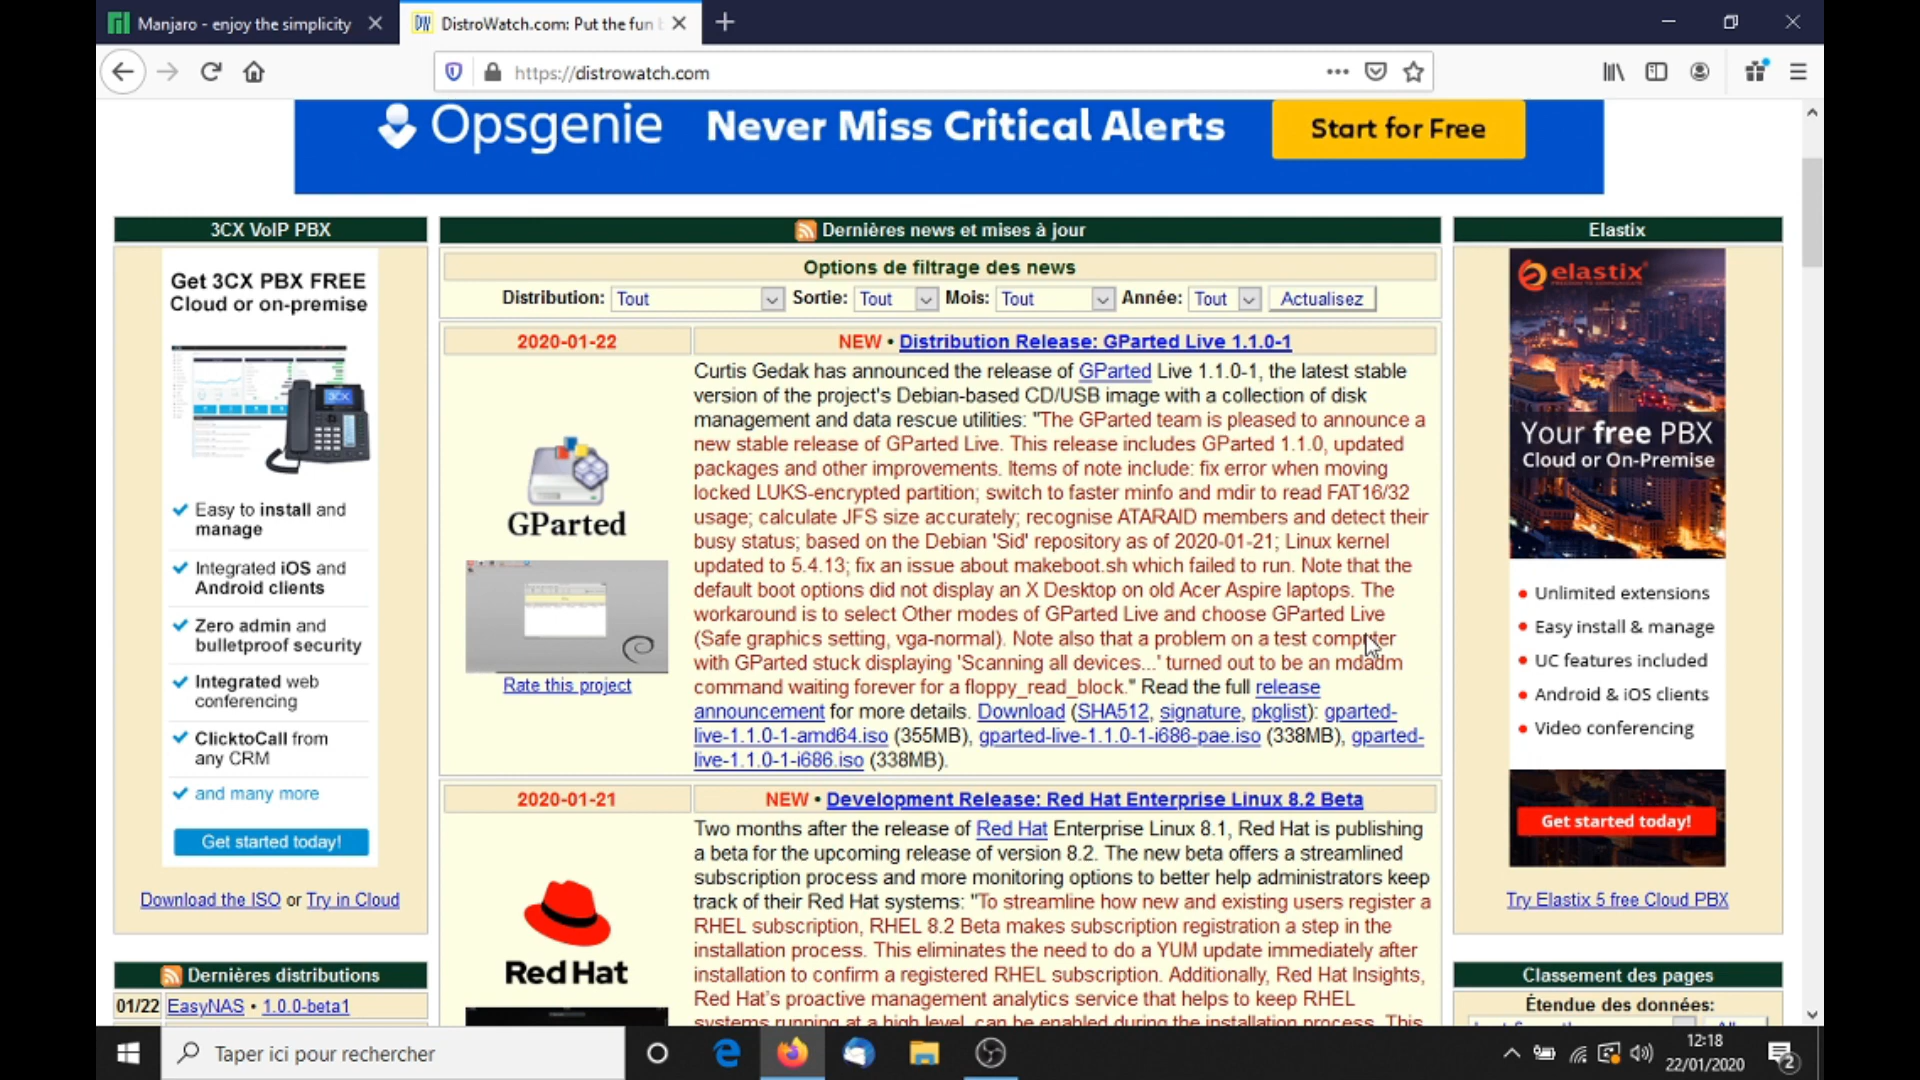 Manjaro - enjoy the simplicity
DistroWatch.com: Put the fun b
https://distrowatch.com
Opsgenie Never Miss Critical Alerts Start for Free
3CX VoIP PBX
Get 3CX PBX FREE
Cloud or on-premise
3CX
Easy to install and
manage
Integrated iOS and
Android clients
Zero admin and
bulletproof security
Integrated web
conferencing
ClicktoCall from
any CRM
and many more
Get started today!
Download the ISO or Try in Cloud
Dernières distributions
01/22 EasyNAS • 1.0.0-beta1
Dernières news et mises à jour
Options de filtrage des news
Distribution: Tout Sortie: Tout Mois: Tout Année: Tout Actualisez
2020-01-22
NEW • Distribution Release: GParted Live 1.1.0-1
GParted
Rate this project
Curtis Gedak has announced the release of GParted Live 1.1.0-1, the latest stable
version of the project's Debian-based CD/USB image with a collection of disk
management and data rescue utilities: "The GParted team is pleased to announce a
new stable release of GParted Live. This release includes GParted 1.1.0, updated
packages and other improvements. Items of note include: fix error when moving
locked LUKS-encrypted partition; switch to faster minfo and mdir to read FAT16/32
usage; calculate JFS size accurately; recognise ATARAID members and detect their
busy status; based on the Debian 'Sid' repository as of 2020-01-21; Linux kernel
updated to 5.4.13; fix an issue about makeboot.sh which failed to run. Note that the
default boot options did not display an X Desktop on old Acer Aspire laptops. The
workaround is to select Other modes of GParted Live and choose GParted Live
(Safe graphics setting, vga-normal). Note also that a problem on a test computer
with GParted stuck displaying 'Scanning all devices...' turned out to be an mdadm
command waiting forever for a floppy_read_block." Read the full release
announcement for more details. Download (SHA512, signature, pkglist): gparted-
live-1.1.0-1-amd64.iso (355MB), gparted-live-1.1.0-1-i686-pae.iso (338MB), gparted-
live-1.1.0-1-i686.iso (338MB).
2020-01-21
NEW • Development Release: Red Hat Enterprise Linux 8.2 Beta
Red Hat
Two months after the release of Red Hat Enterprise Linux 8.1, Red Hat is publishing
a beta for the upcoming release of version 8.2. The new beta offers a streamlined
subscription process and more monitoring options to better help administrators keep
track of their Red Hat systems: "To streamline how new and existing users register a
RHEL subscription, RHEL 8.2 Beta makes subscription registration a step in the
installation process. This eliminates the need to do a YUM update immediately after
installation to confirm a registered RHEL subscription. Additionally, Red Hat Insights,
Red Hat's proactive management analytics service that helps to keep RHEL
systems running at a high level, can be enabled during the installation process. This
Elastix
elastix
Your free PBX
Cloud or On-Premise
Unlimited extensions
Easy install & manage
UC features included
Android & iOS clients
Video conferencing
Get started today!
Try Elastix 5 free Cloud PBX
Classement des pages
Étendue des données:
Taper ici pour rechercher
12:18
22/01/2020
2